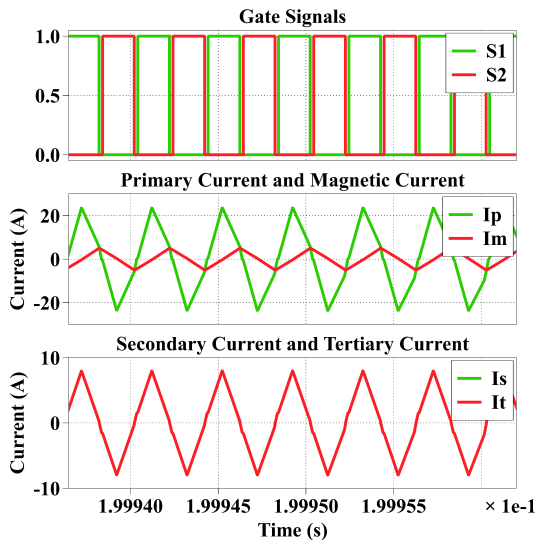 Gate Signals
1.0
0.5
0.0
S1
S2
Primary Current and Magnetic Current
Current (A)
20
0
-20
Ip
Im
Secondary Current and Tertiary Current
Current (A)
10
0
-10
Is
It
1.99940 1.99945 1.99950 1.99955 × 1e-1
Time (s)